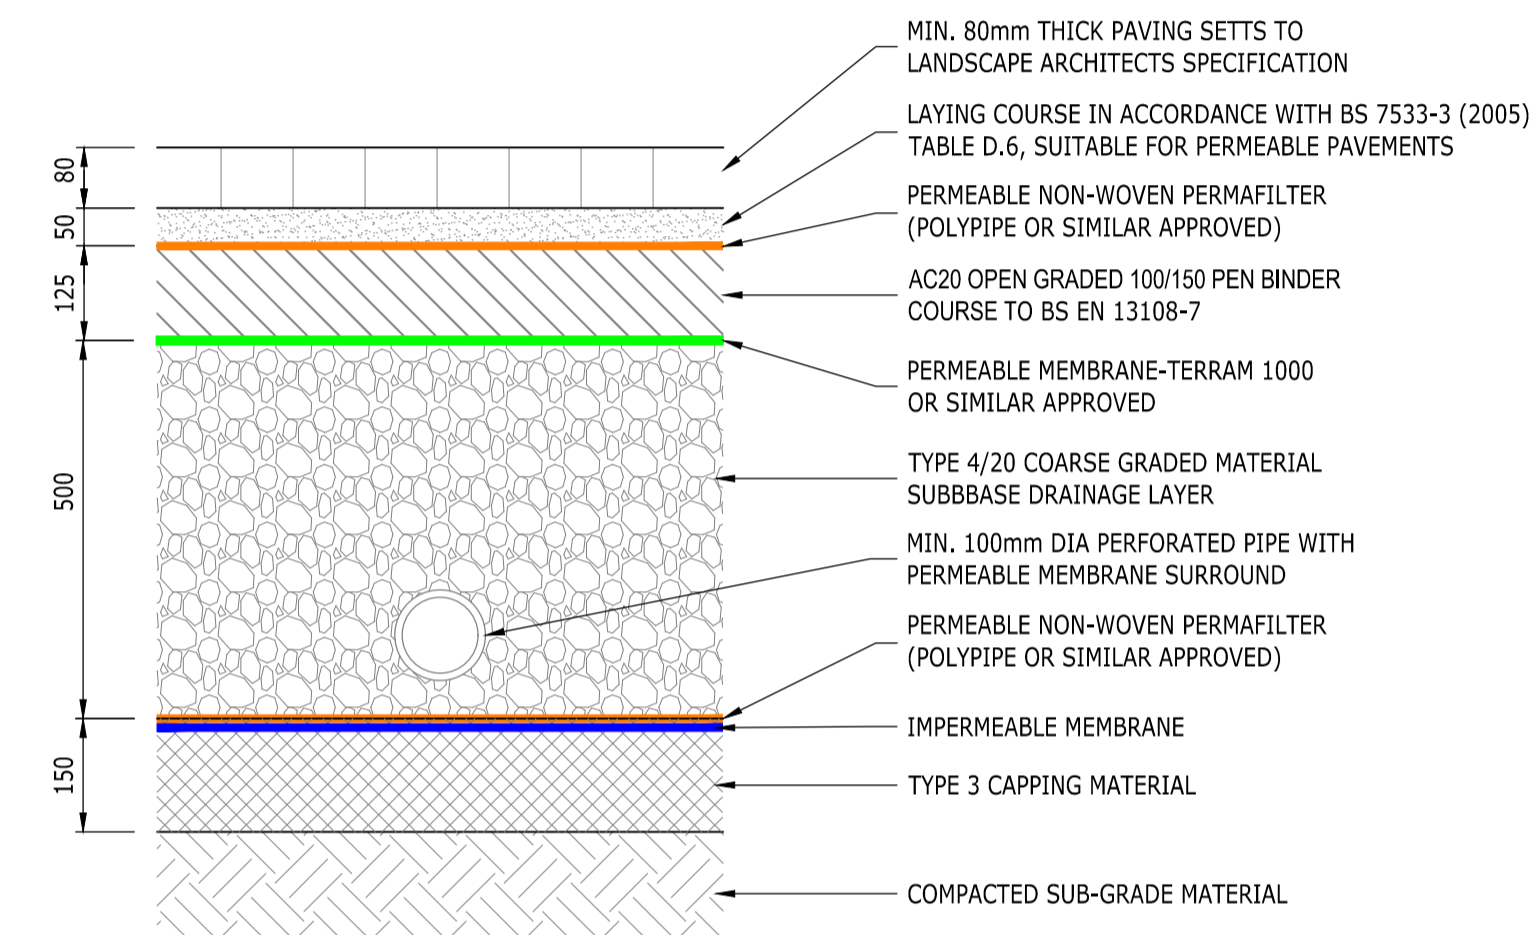 MIN. 80mm THICK PAVING SETTS TO
LANDSCAPE ARCHITECTS SPECIFICATION
LAYING COURSE IN ACCORDANCE WITH BS 7533-3 (2005)
TABLE D.6, SUITABLE FOR PERMEABLE PAVEMENTS
PERMEABLE NON-WOVEN PERMAFILTER
(POLYPIPE OR SIMILAR APPROVED)
AC20 OPEN GRADED 100/150 PEN BINDER
COURSE TO BS EN 13108-7
PERMEABLE MEMBRANE-TERRAM 1000
OR SIMILAR APPROVED
TYPE 4/20 COARSE GRADED MATERIAL
SUBBBASE DRAINAGE LAYER
MIN. 100mm DIA PERFORATED PIPE WITH
PERMEABLE MEMBRANE SURROUND
PERMEABLE NON-WOVEN PERMAFILTER
(POLYPIPE OR SIMILAR APPROVED)
IMPERMEABLE MEMBRANE
TYPE 3 CAPPING MATERIAL
COMPACTED SUB-GRADE MATERIAL
80
50
125
500
150